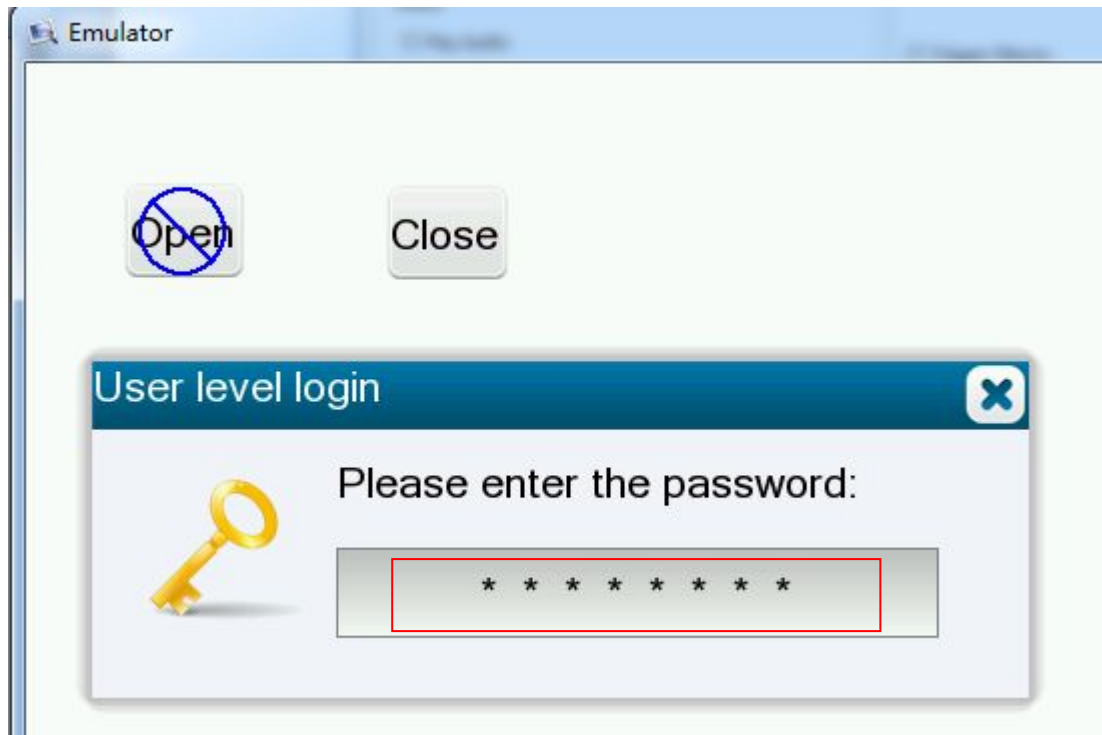 Emulator
Open
Close
User level login
Please enter the password:
* * * * * * * *